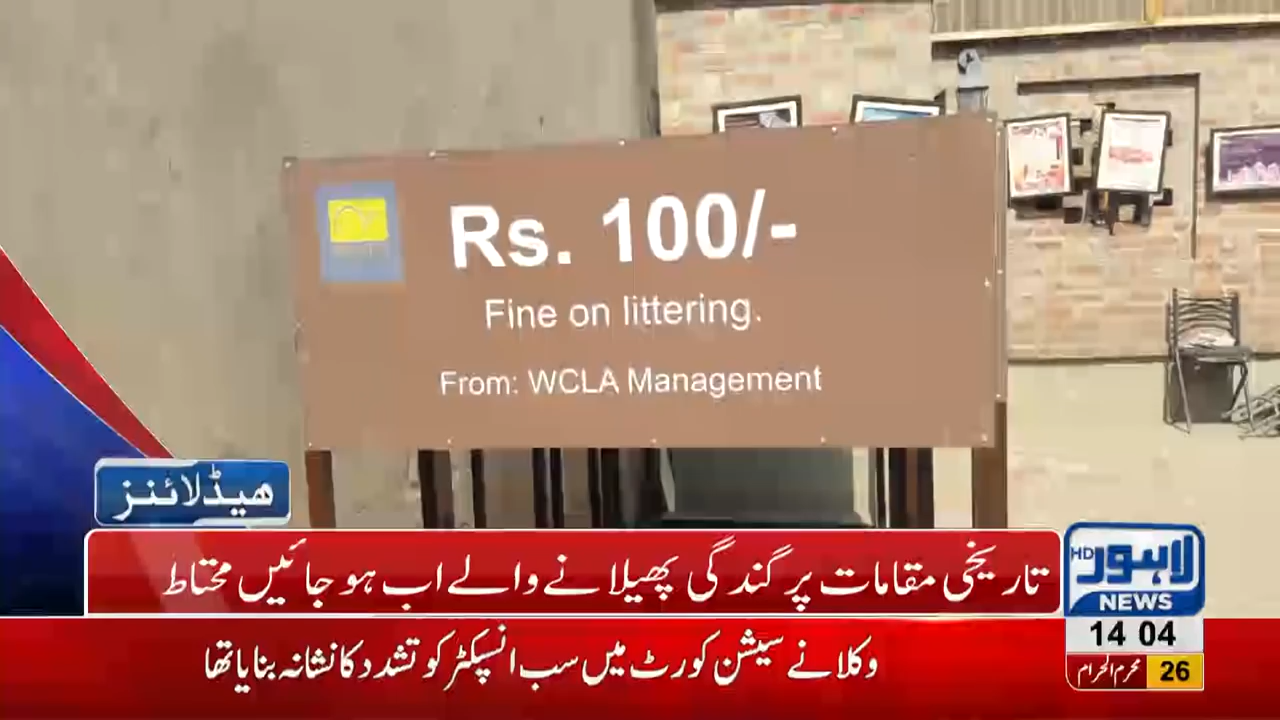 Rs. 100/-
Fine on littering.
From: WCLA Management
ھیڈلائنز
تاریخی مقامات پر گندگی پھیلانے والے اب ہو جائیں محتاط
وکلا نے سیشن کورٹ میں سب انسپکٹر کو تشدد کا نشانہ بنایا تھا
HD لاہور
NEWS
14 04
26 محرم الحرام